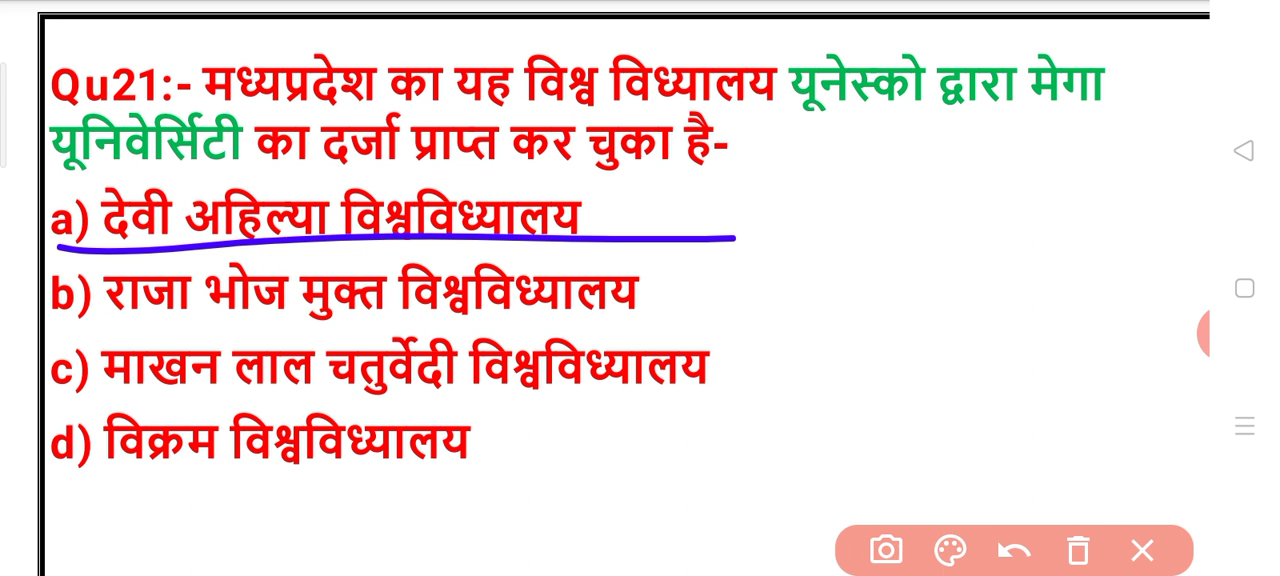 Qu21:- मध्यप्रदेश का यह विश्व विध्यालय यूनेस्को द्वारा मेगा
यूनिवेर्सिटी का दर्जा प्राप्त कर चुका है-
a) देवी अहिल्या विश्वविध्यालय
b) राजा भोज मुक्त विश्वविध्यालय
c) माखन लाल चतुर्वेदी विश्वविध्यालय
d) विक्रम विश्वविध्यालय